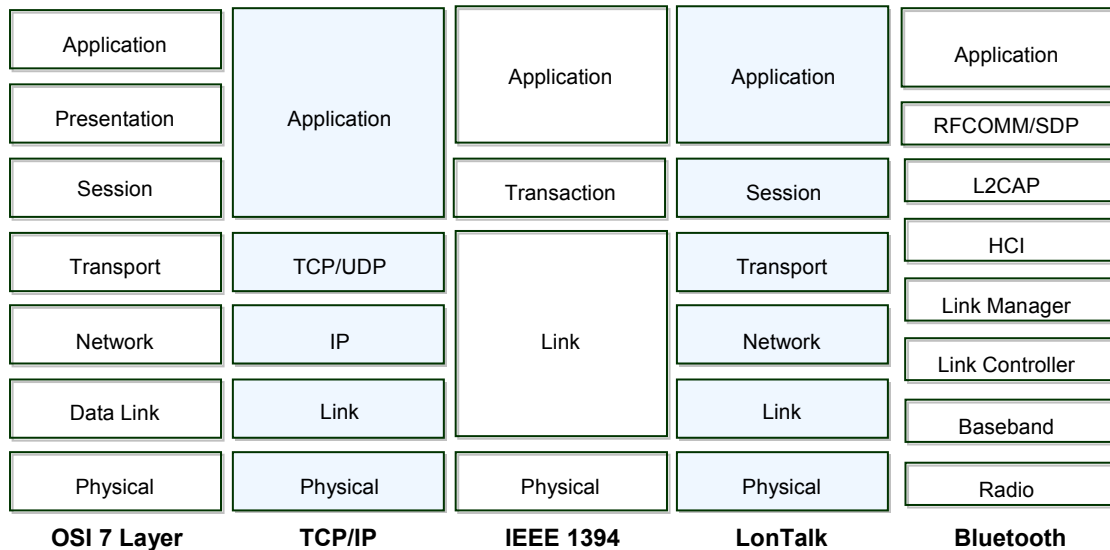 Application
Presentation
Session
Transport
Network
Data Link
Physical
OSI 7 Layer
Application
TCP/UDP
IP
Link
Physical
TCP/IP
Application
Transaction
Link
Physical
IEEE 1394
Application
Session
Transport
Network
Link
Physical
LonTalk
Application
RFCOMM/SDP
L2CAP
HCI
Link Manager
Link Controller
Baseband
Radio
Bluetooth